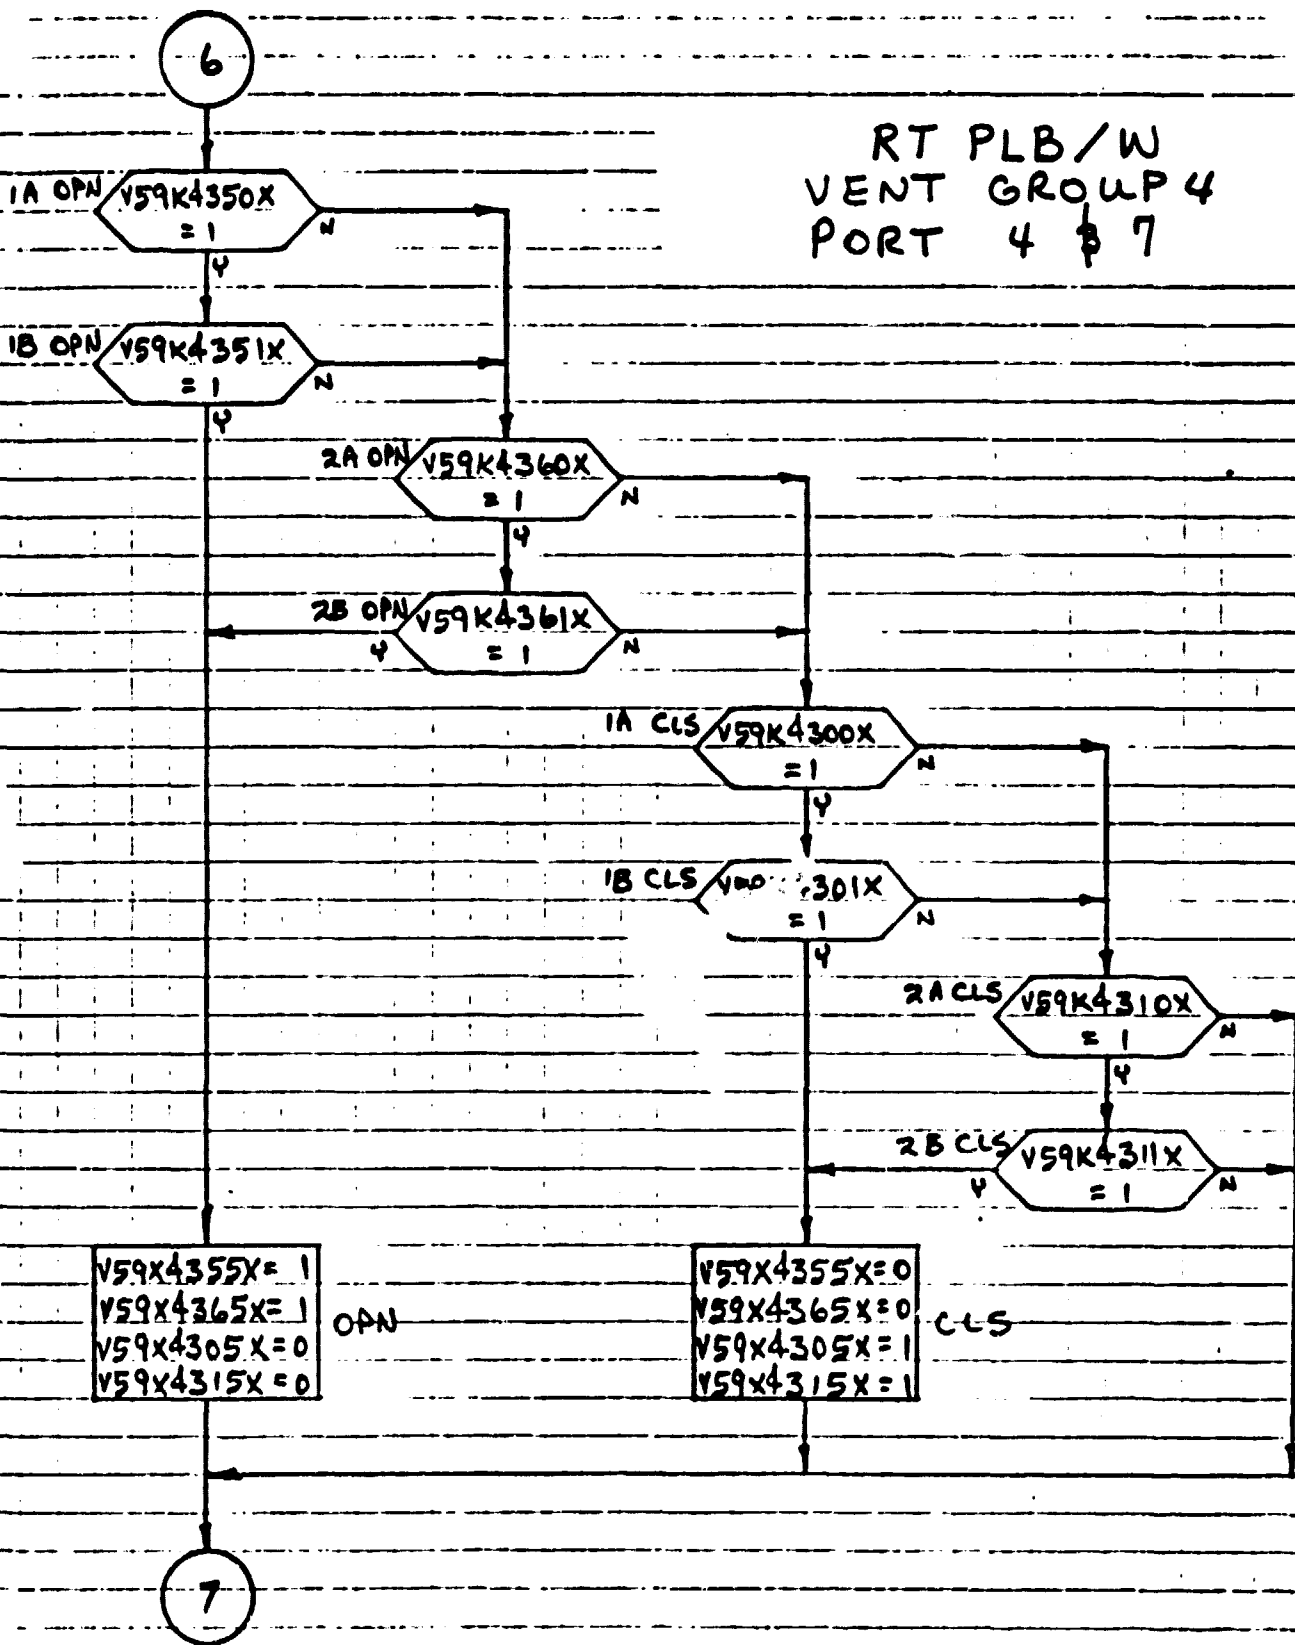 6
RT PLB/W
VENT GROUP 4
PORT 4 & 7
1A OPN
V59K4350X
= 1
N
Y
1B OPN
V59K4351X
= 1
N
Y
2A OPN
V59K4360X
= 1
N
Y
2B OPN
V59K4361X
= 1
Y
N
1A CLS
V59K4300X
= 1
N
Y
1B CLS
301X
= 1
N
Y
2A CLS
V59K4310X
= 1
N
Y
2B CLS
V59K4311X
= 1
Y
N
V59X4355X= 1
V59X4365X= 1
V59X4305X=0
V59X4315X=0
OPN
V59X4355X=0
V59X4365X=0
V59X4305X=1
V59X4315X=1
CLS
7